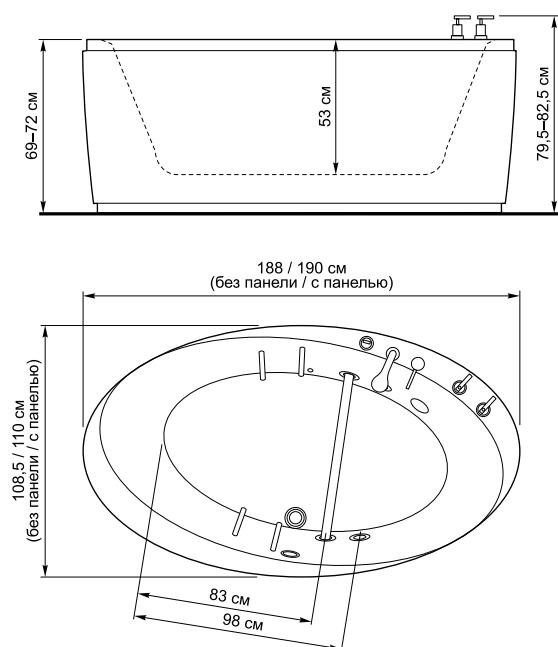 69–72 см
53 см
79,5–82,5 см
188 / 190 см
(без панели / с панелью)
108,5 / 110 см
(без панели / с панелью)
83 см
98 см